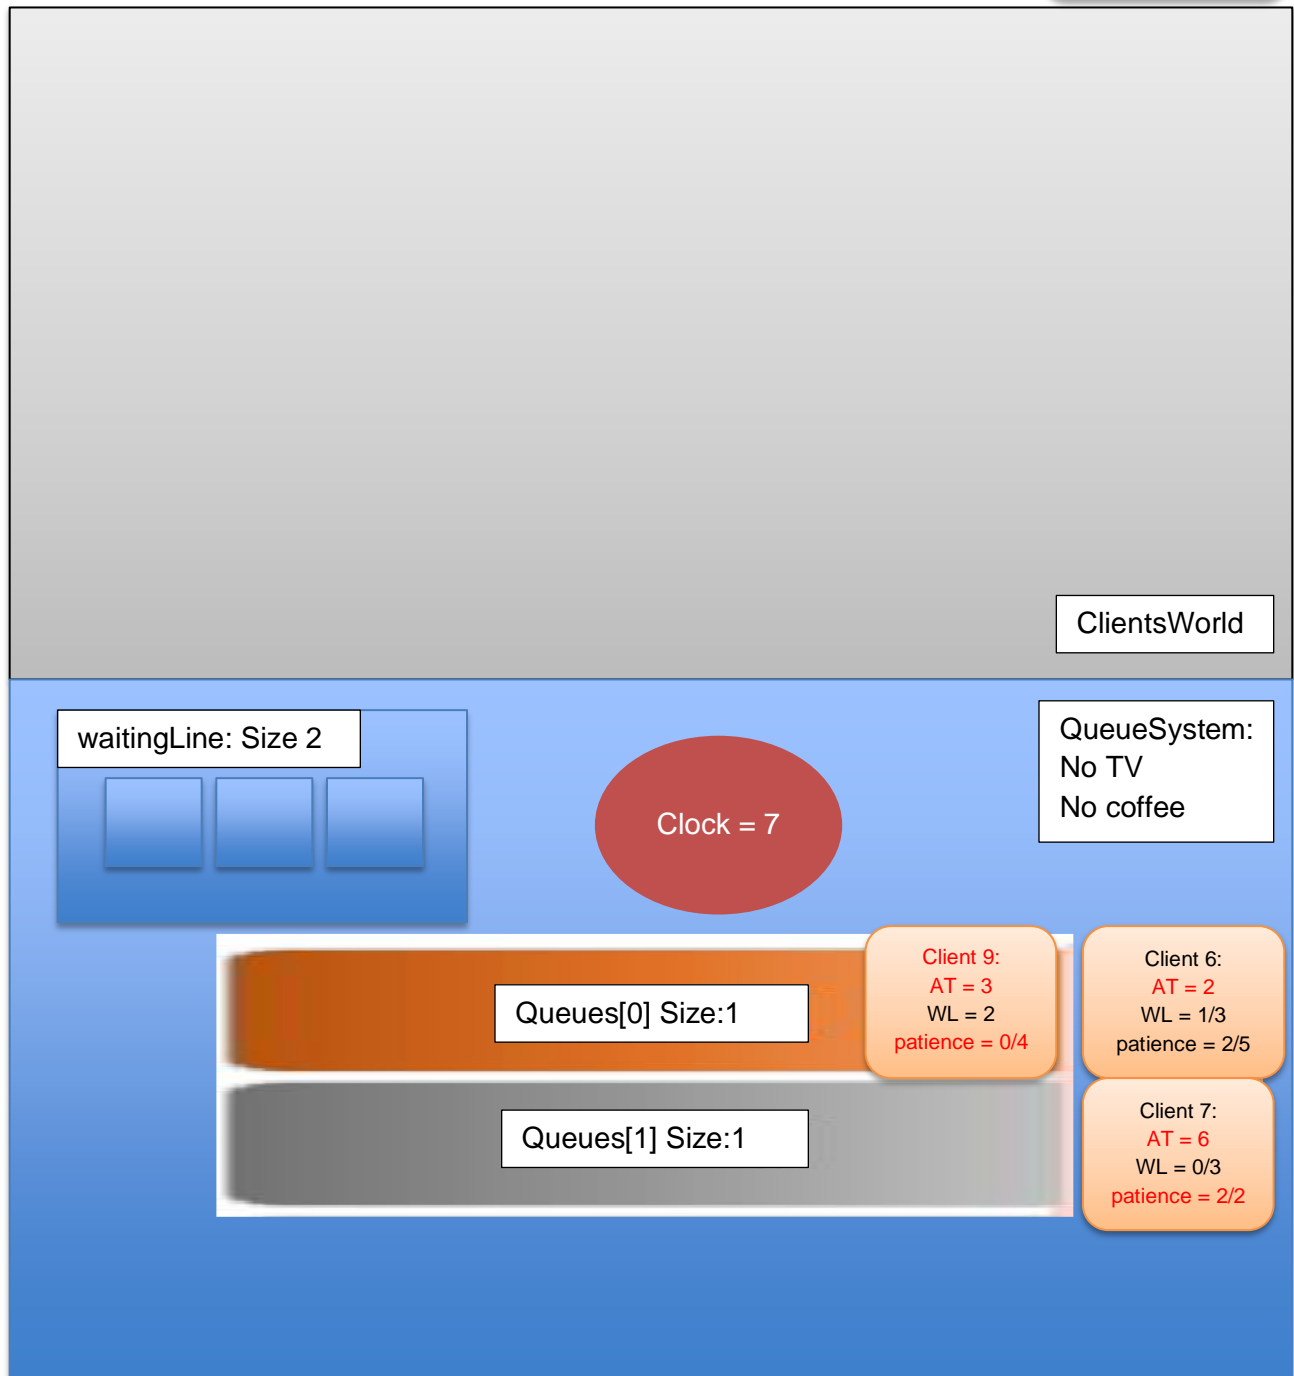 ClientsWorld
waitingLine: Size 2
Clock = 7
QueueSystem:
No TV
No coffee
Queues[0] Size:1
Client 9:
AT = 3
WL = 2
patience = 0/4
Client 6:
AT = 2
WL = 1/3
patience = 2/5
Queues[1] Size:1
Client 7:
AT = 6
WL = 0/3
patience = 2/2